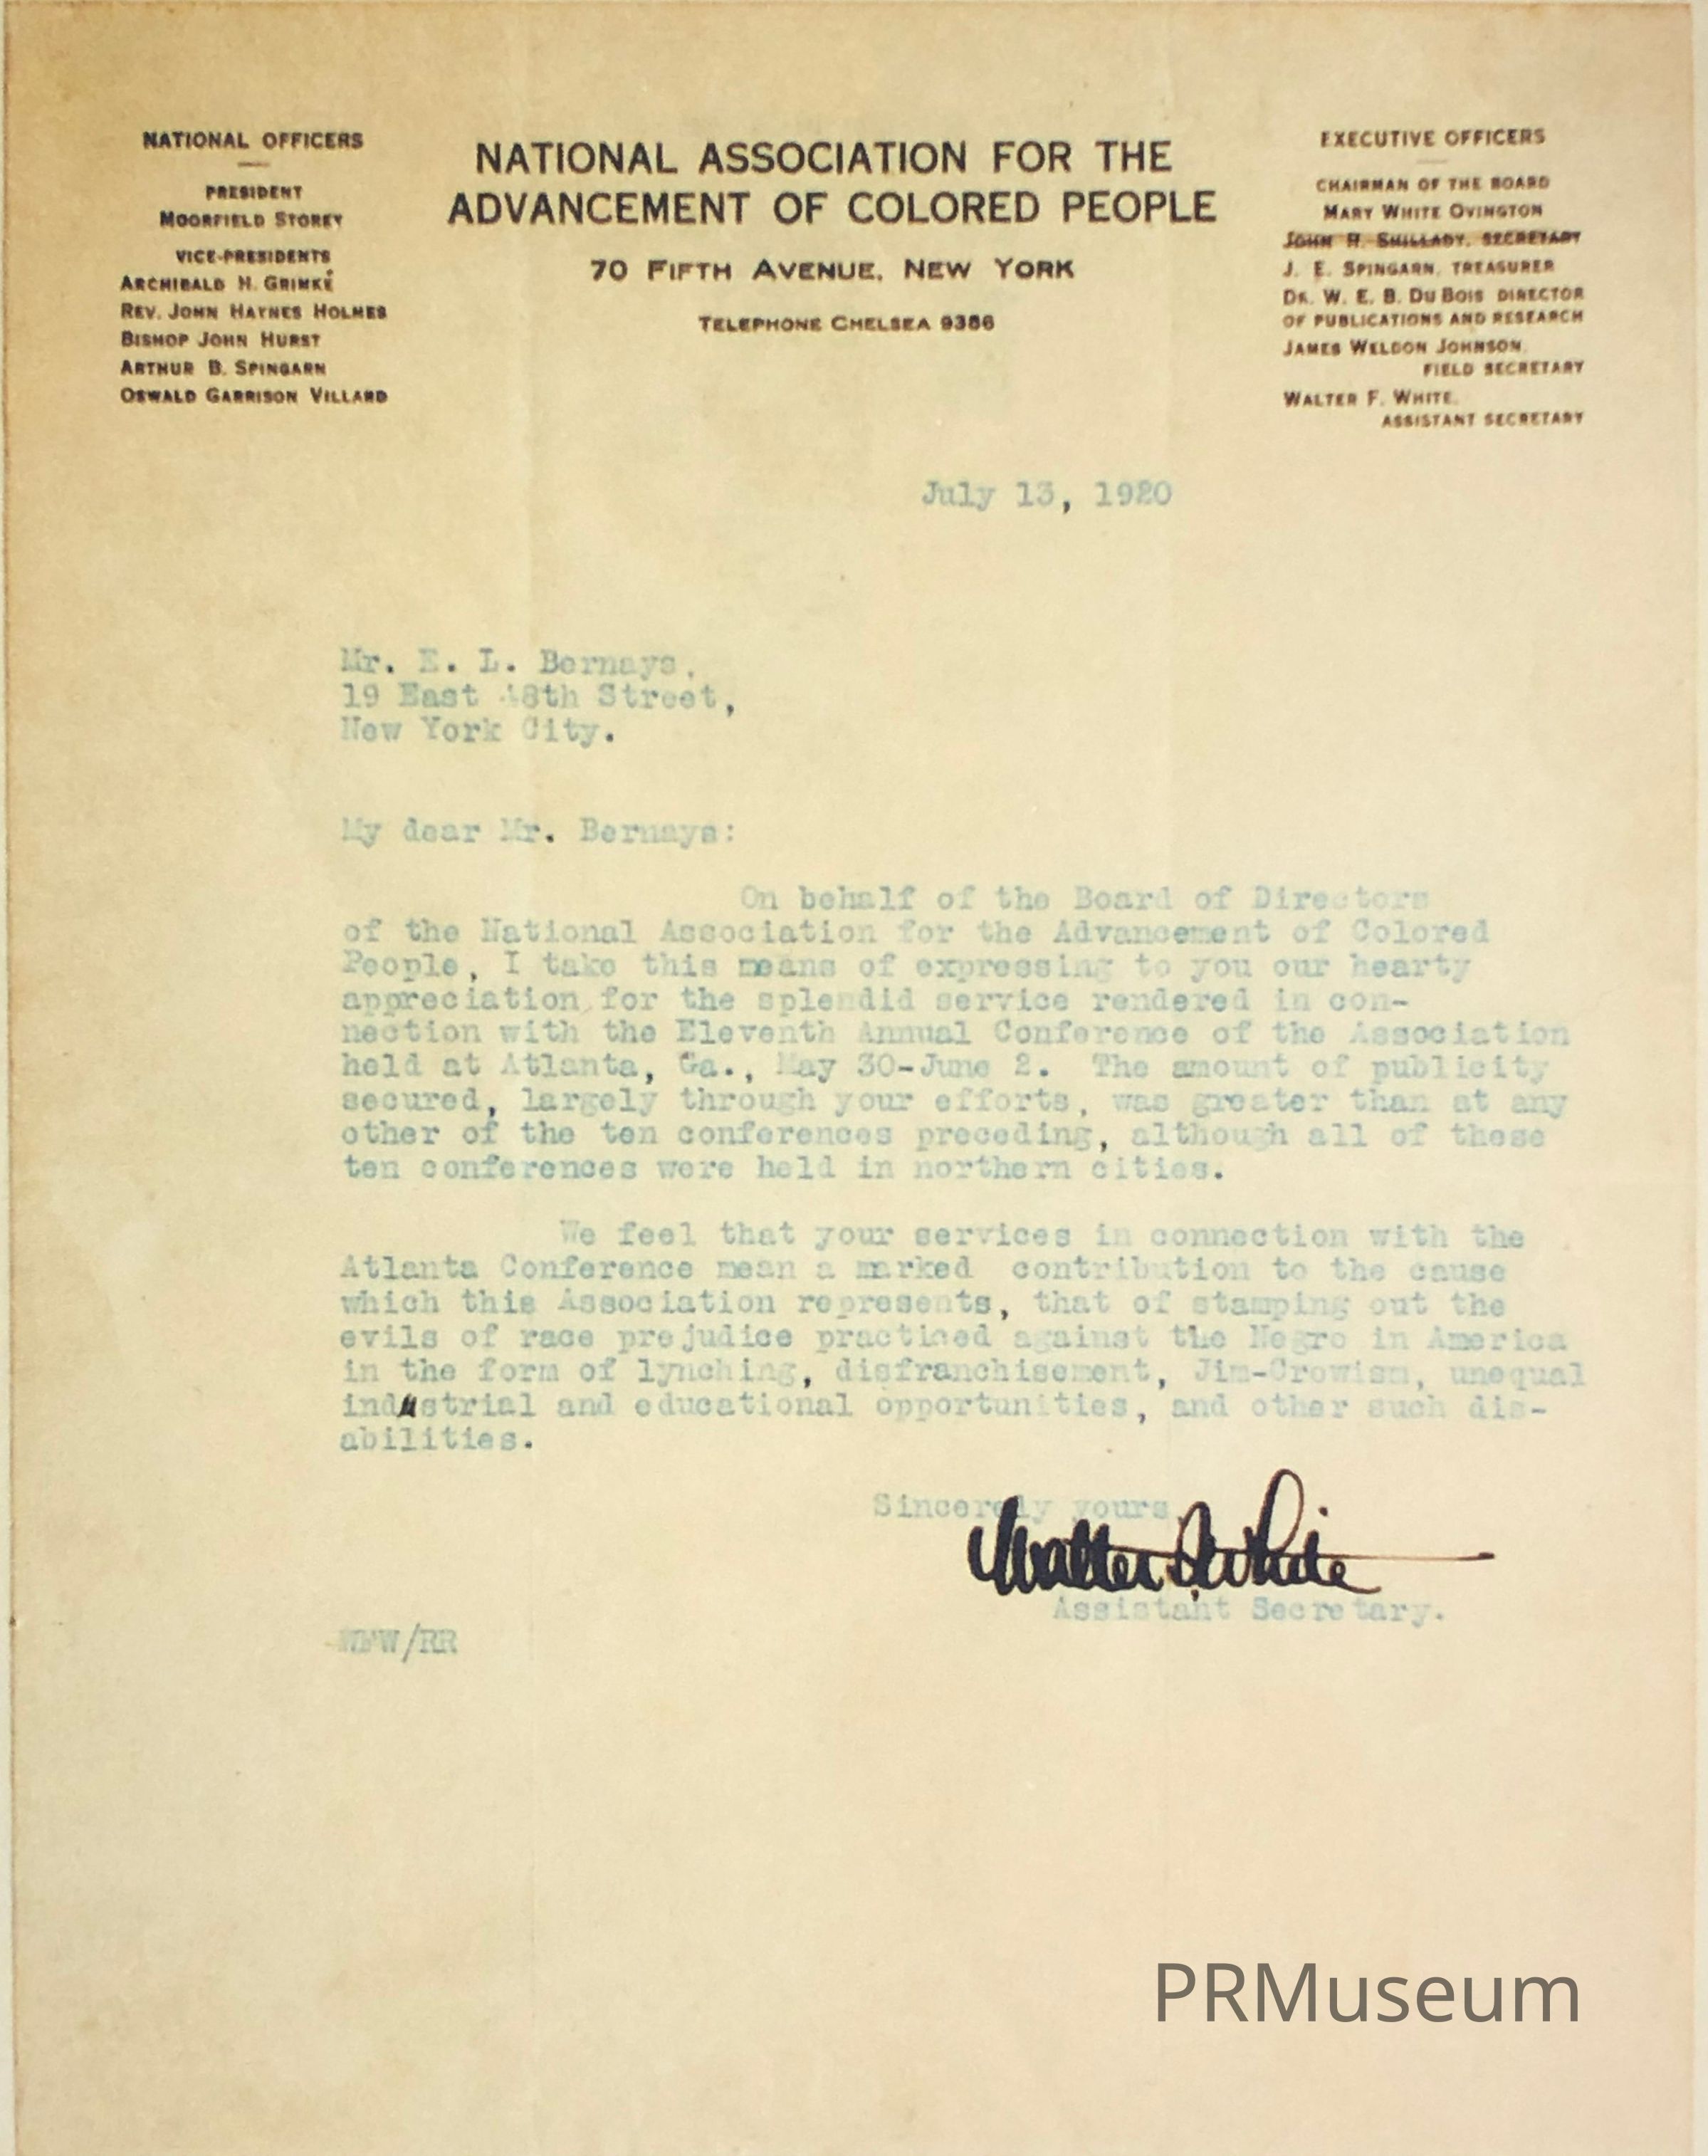 NATIONAL OFFICERS
PRESIDENT
MOORFIELD STOREY
VICE-PRESIDENTS
ARCHIBALD H. GRIMKÉ
REV. JOHN HAYNES HOLMES
BISHOP JOHN HURST
ARTHUR B. SPINGARN
OSWALD GARRISON VILLARD
NATIONAL ASSOCIATION FOR THE
ADVANCEMENT OF COLORED PEOPLE
70 FIFTH AVENUE, NEW YORK
TELEPHONE CHELSEA 9386
EXECUTIVE OFFICERS
CHAIRMAN OF THE BOARD
MARY WHITE OVINGTON
JOHN R. SHILLADY, SECRETARY
J. E. SPINGARN, TREASURER
DR. W. E. B. DU BOIS DIRECTOR
OF PUBLICATIONS AND RESEARCH
JAMES WELDON JOHNSON,
FIELD SECRETARY
WALTER F. WHITE,
ASSISTANT SECRETARY
July 13, 1920
Mr. E. L. Bernays,
19 East 48th Street,
New York City.
My dear Mr. Bernays:
On behalf of the Board of Directors
of the National Association for the Advancement of Colored
People, I take this means of expressing to you our hearty
appreciation for the splendid service rendered in con-
nection with the Eleventh Annual Conference of the Association
held at Atlanta, Ga., May 30-June 2. The amount of publicity
secured, largely through your efforts, was greater than at any
other of the ten conferences preceding, although all of these
ten conferences were held in northern cities.
We feel that your services in connection with the
Atlanta Conference mean a marked contribution to the cause
which this Association represents, that of stamping out the
evils of race prejudice practiced against the Negro in America
in the form of lynching, disfranchisement, Jim-Crowism, unequal
industrial and educational opportunities, and other such dis-
abilities.
Sincerely yours,
Walter F. White
Assistant Secretary.
WFW/RR
PRMuseum